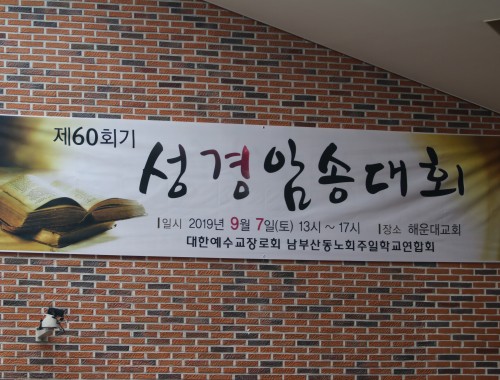 제60회기
성경암송대회
일시 2019년 9월 7일(토) 13시 ~ 17시 장소 해운대교회
대한예수교장로회 남부산동노회주일학교연합회